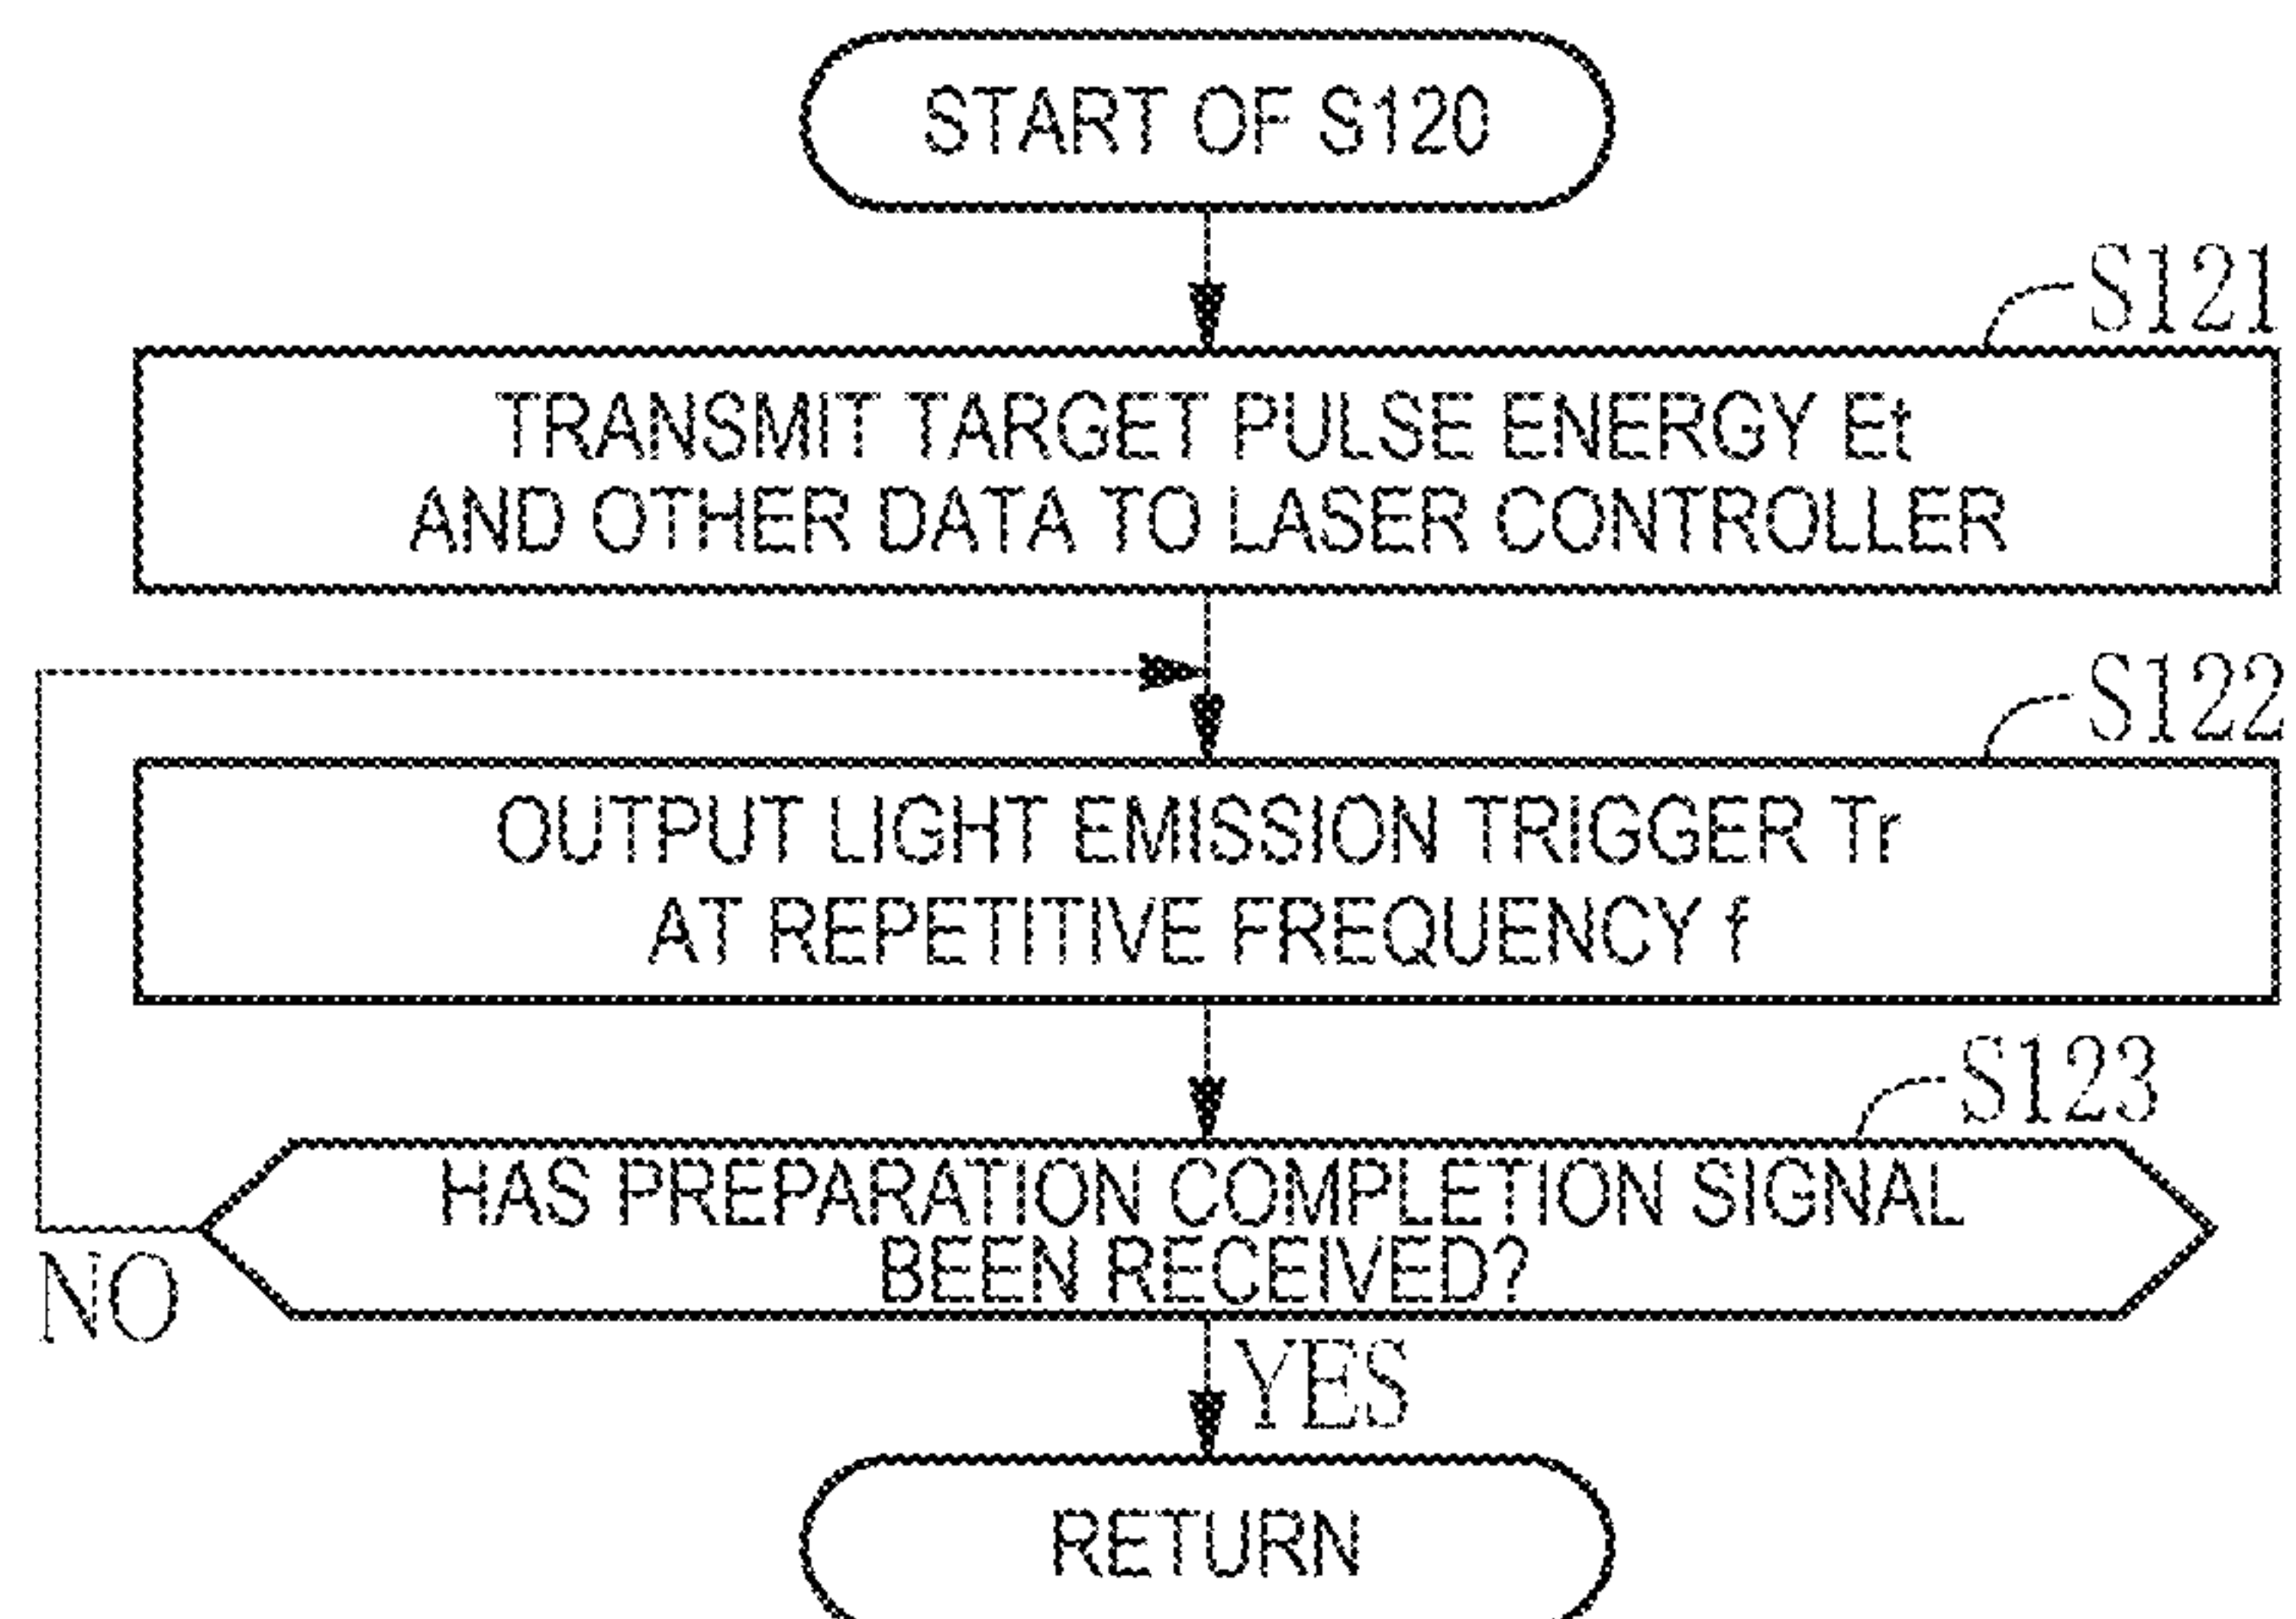 START OF S120
S121
TRANSMIT TARGET PULSE ENERGY Et
AND OTHER DATA TO LASER CONTROLLER
S122
OUTPUT LIGHT EMISSION TRIGGER Tr
AT REPETITIVE FREQUENCY f
S123
HAS PREPARATION COMPLETION SIGNAL
BEEN RECEIVED?
NO
YES
RETURN